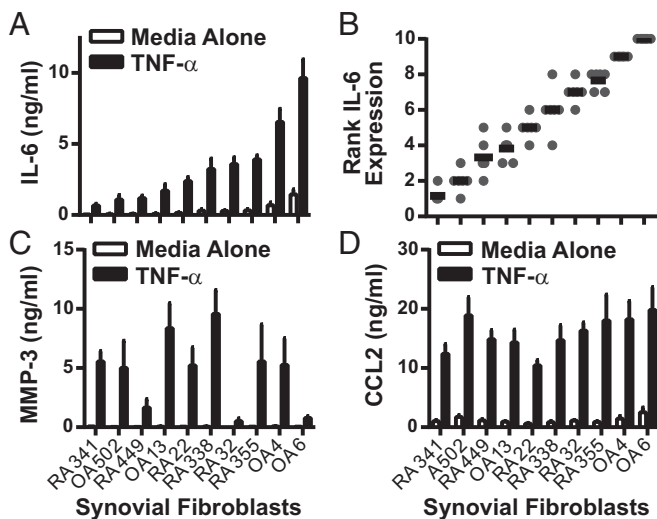 A
Media Alone
TNF-α
IL-6 (ng/ml)
10
5
0
B
Rank IL-6
Expression
10
8
6
4
2
0
C
Media Alone
TNF-α
MMP-3 (ng/ml)
15
10
5
0
RA341
OA502
RA449
OA13
RA22
RA338
RA32
RA355
OA4
OA6
Synovial Fibroblasts
D
Media Alone
TNF-α
CCL2 (ng/ml)
30
20
10
0
RA341
A502
RA449
OA13
RA22
RA338
RA32
RA355
OA4
OA6
Synovial Fibroblasts